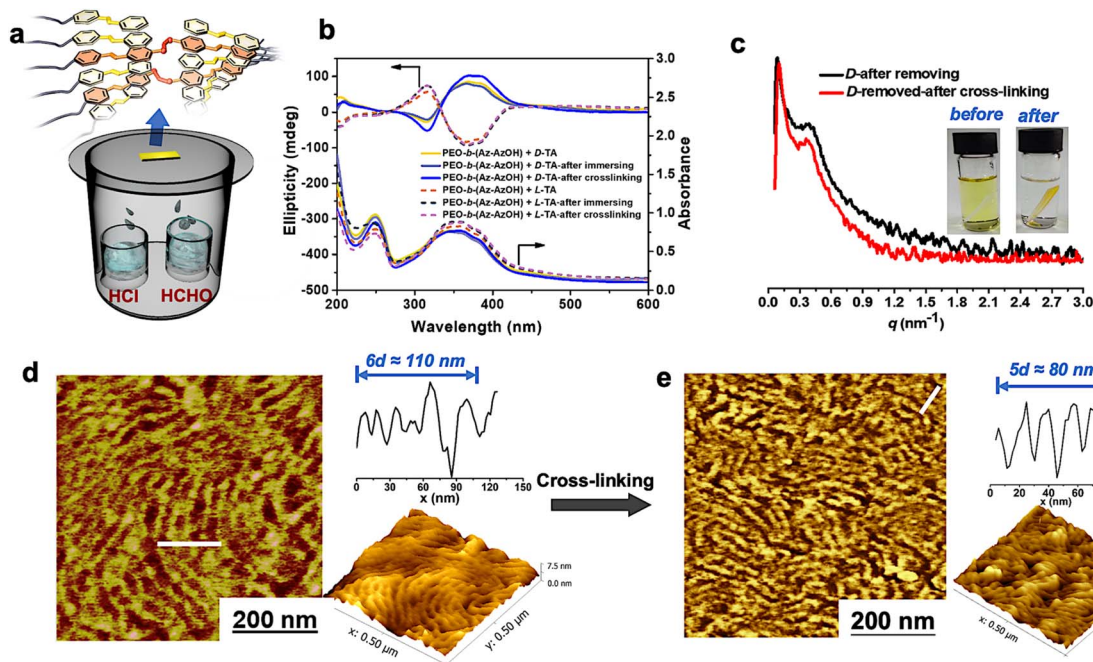 a
HCl
HCHO
b
Ellipticity (mdeg)
100
0
-100
-200
-300
-400
-500
3.0
2.5
2.0
1.5
1.0
0.5
0.0
Absorbance
PEO-b-(Az-AzOH) + D-TA
PEO-b-(Az-AzOH) + D-TA-after immersing
PEO-b-(Az-AzOH) + D-TA-after crosslinking
PEO-b-(Az-AzOH) + L-TA
PEO-b-(Az-AzOH) + L-TA-after immersing
PEO-b-(Az-AzOH) + L-TA-after crosslinking
200 300 400 500 600
Wavelength (nm)
c
D-after removing
D-removed-after cross-linking
before after
0.0 0.3 0.6 0.9 1.2 1.5 1.8 2.1 2.4 2.7 3.0
q (nm-1)
d
200 nm
6d ≈ 110 nm
0 30 60 90 120 150
x (nm)
7.5 nm
0.0 nm
x: 0.50 µm
y: 0.50 µm
Cross-linking
e
200 nm
5d ≈ 80 nm
0 20 40 60
x (nm)
x: 0.50 µm